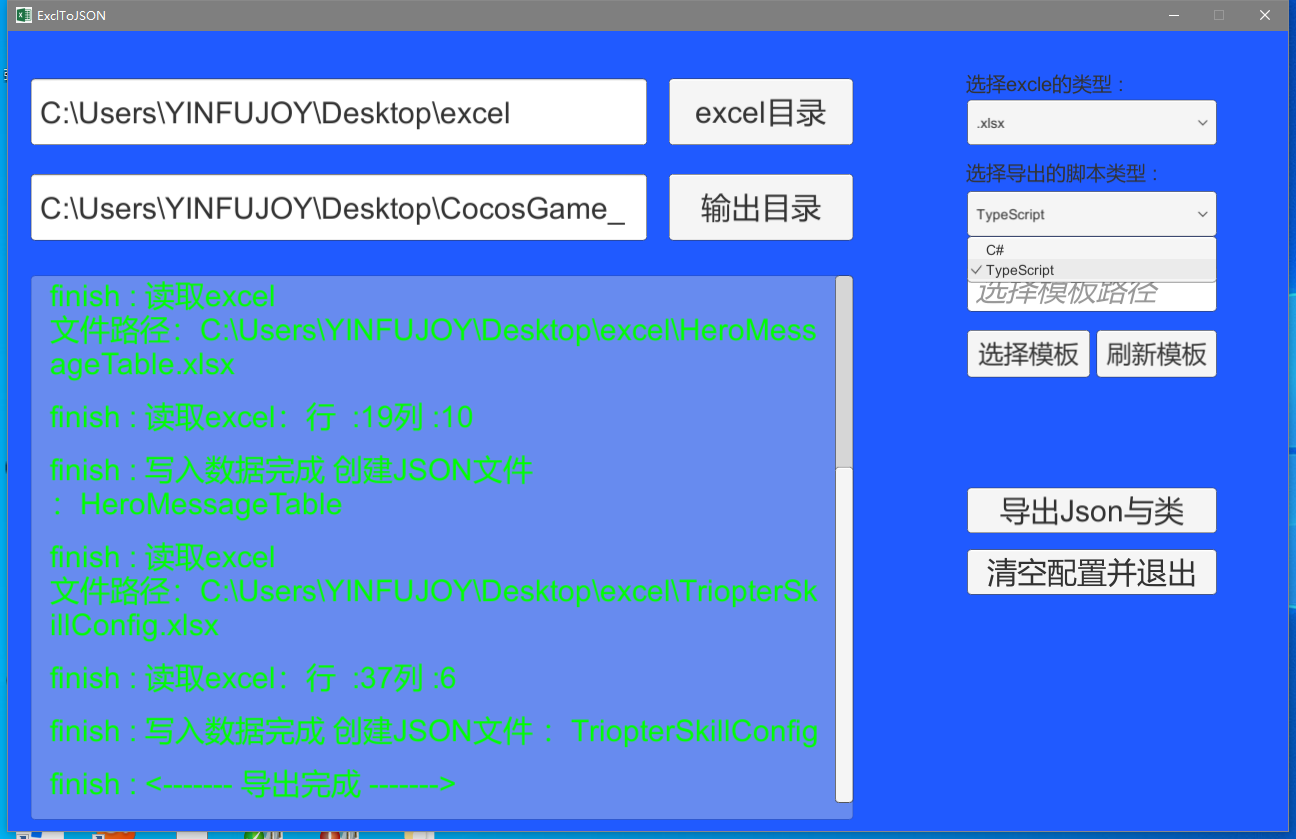 ExclToJSON
C:\Users\YINFUJOY\Desktop\excel
excel目录
C:\Users\YINFUJOY\Desktop\CocosGame_
输出目录
finish : 读取excel
文件路径：C:\Users\YINFUJOY\Desktop\excel\HeroMess
ageTable.xlsx
finish : 读取excel：行 :19列 :10
finish : 写入数据完成 创建JSON文件
：HeroMessageTable
finish : 读取excel
文件路径：C:\Users\YINFUJOY\Desktop\excel\TriopterSk
illConfig.xlsx
finish : 读取excel：行 :37列 :6
finish : 写入数据完成 创建JSON文件 ：TriopterSkillConfig
finish : <------- 导出完成 ------->
选择excle的类型：
.xlsx
选择导出的脚本类型：
TypeScript
C#
TypeScript
选择模板路径
选择模板
刷新模板
导出Json与类
清空配置并退出